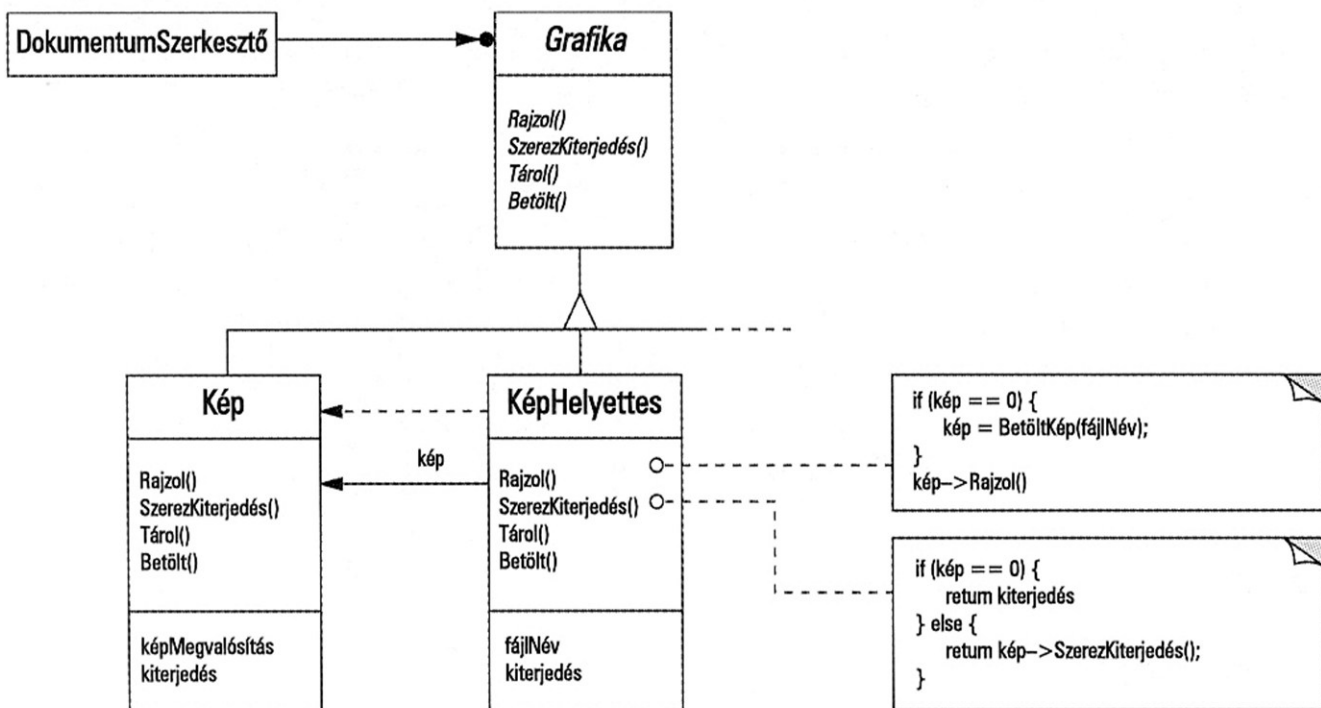 DokumentumSzerkesztő
Grafika
Rajzol()
SzerezKiterjedés()
Tárol()
Betölt()
Kép
Rajzol()
SzerezKiterjedés()
Tárol()
Betölt()
képMegvalósítás
kiterjedés
kép
KépHelyettes
Rajzol()
SzerezKiterjedés()
Tárol()
Betölt()
fájlNév
kiterjedés
if (kép == 0) {
kép = BetöltKép(fájlNév);
}
kép–>Rajzol()
if (kép == 0) {
return kiterjedés
} else {
return kép–>SzerezKiterjedés();
}